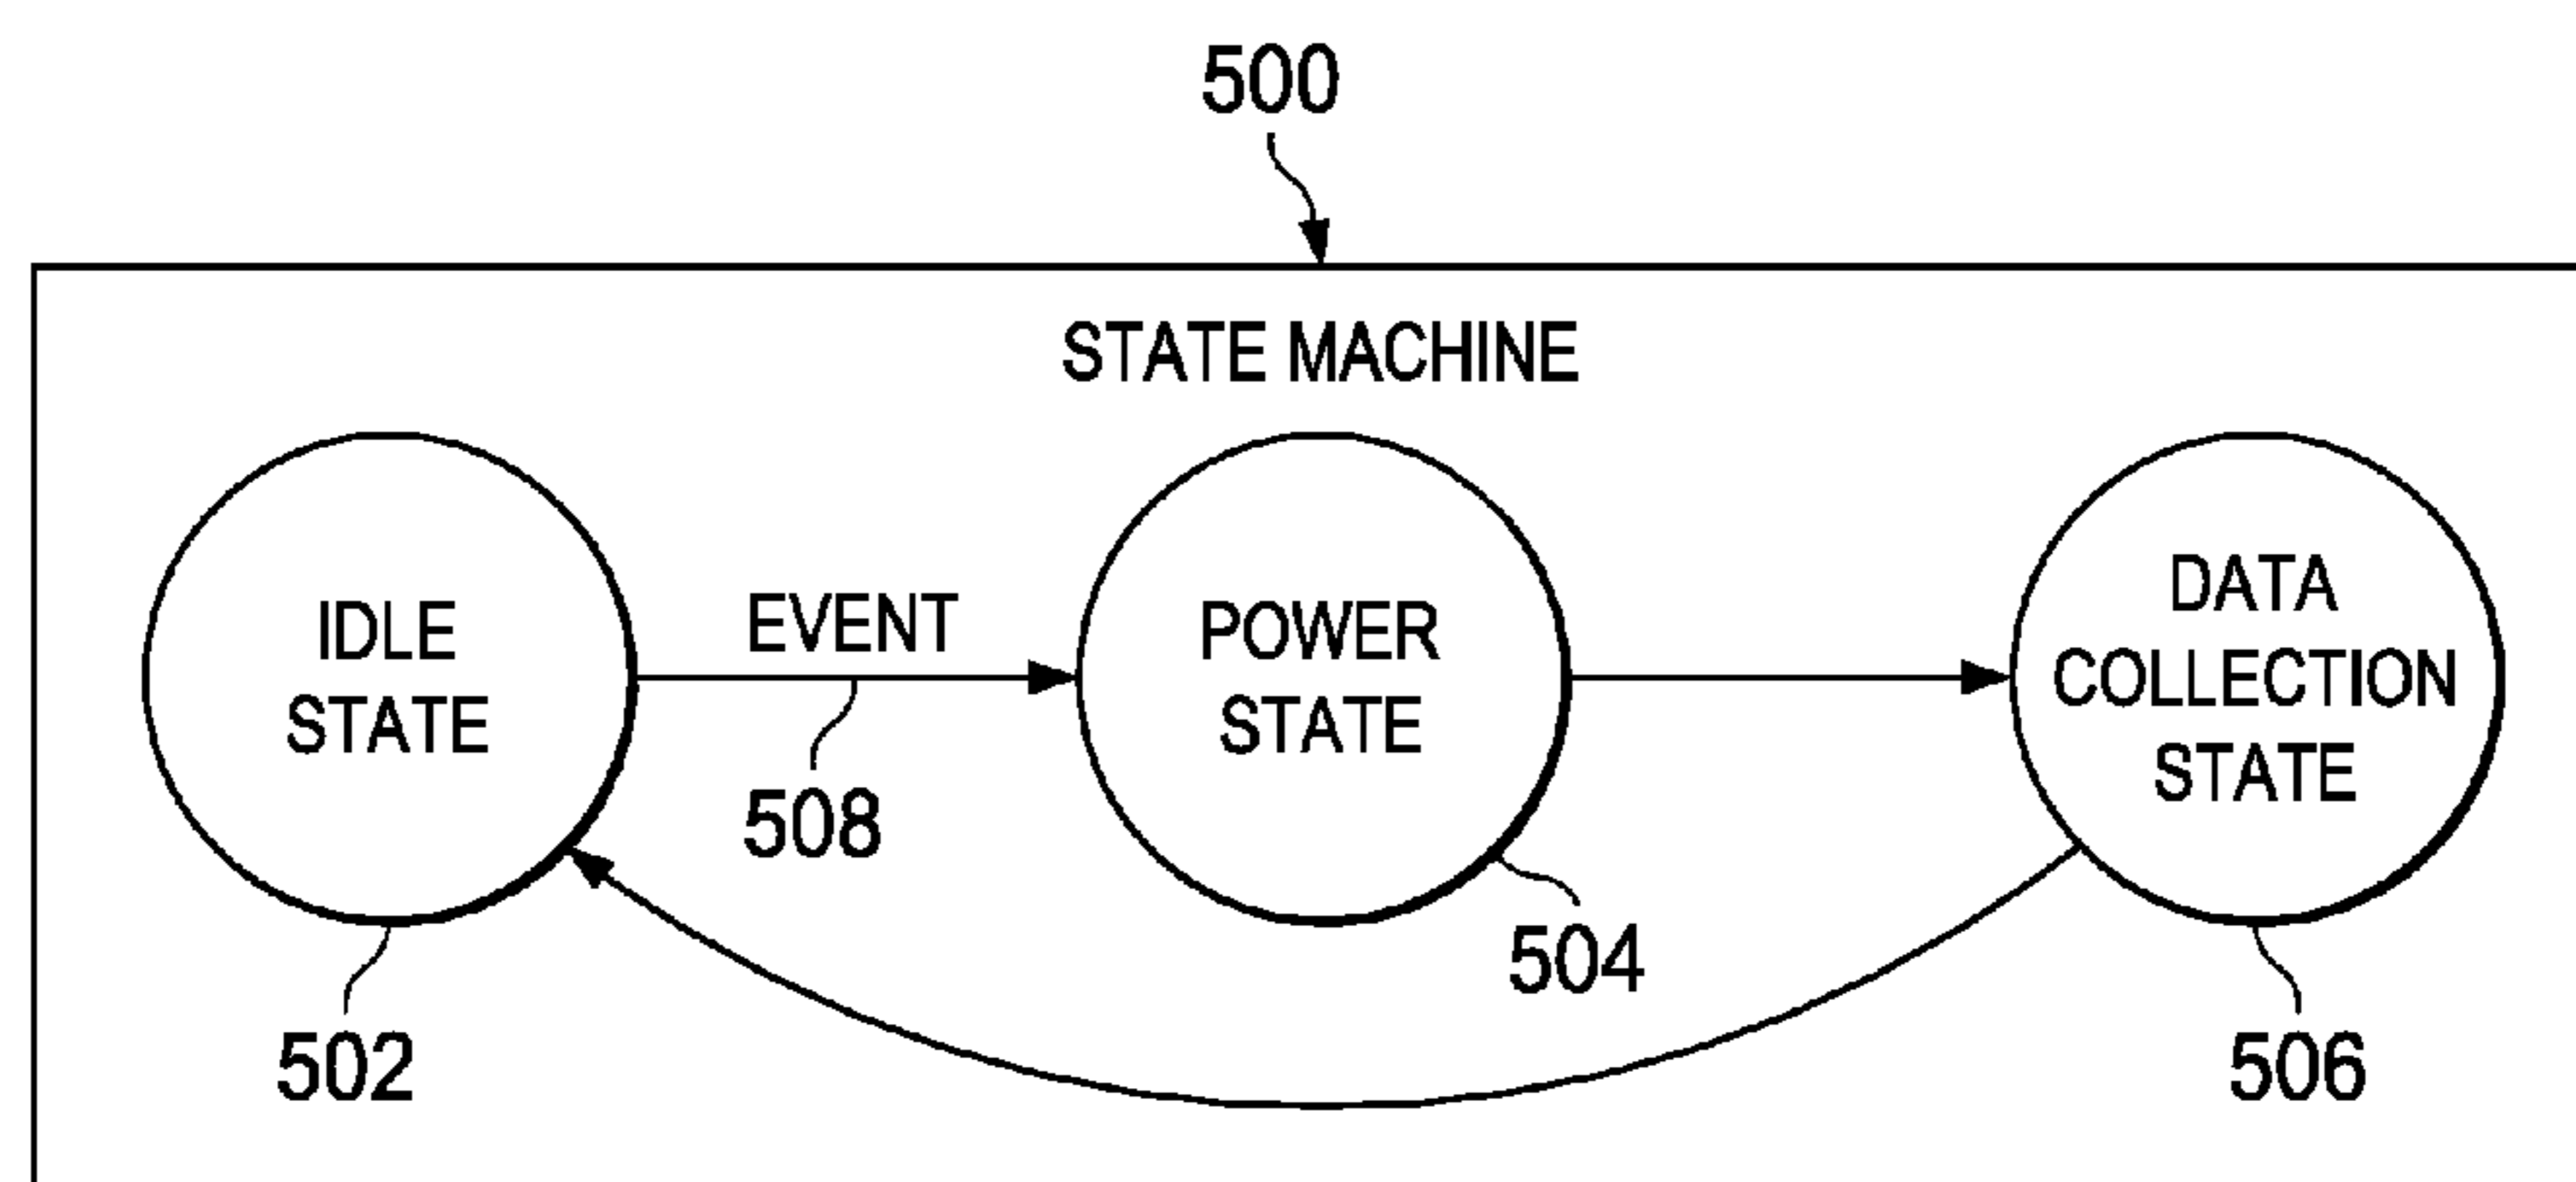 500
STATE MACHINE
IDLE
STATE
EVENT
508
POWER
STATE
DATA
COLLECTION
STATE
502
504
506